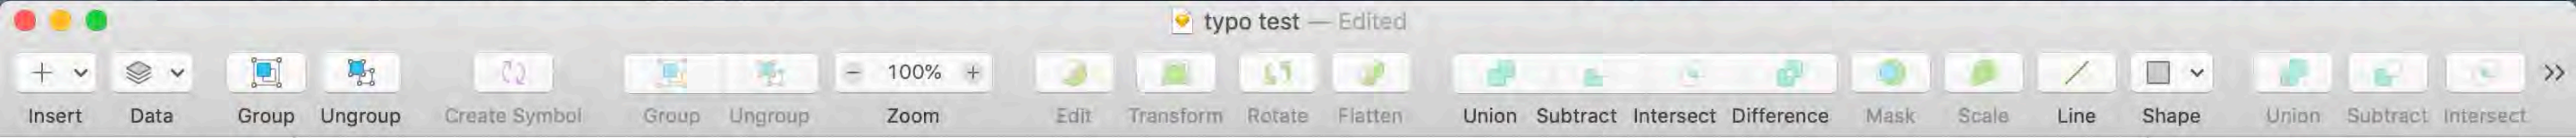 typo test — Edited
100%
Insert Data Group Ungroup Create Symbol Group Ungroup Zoom Edit Transform Rotate Flatten Union Subtract Intersect Difference Mask Scale Line Shape Union Subtract Intersect